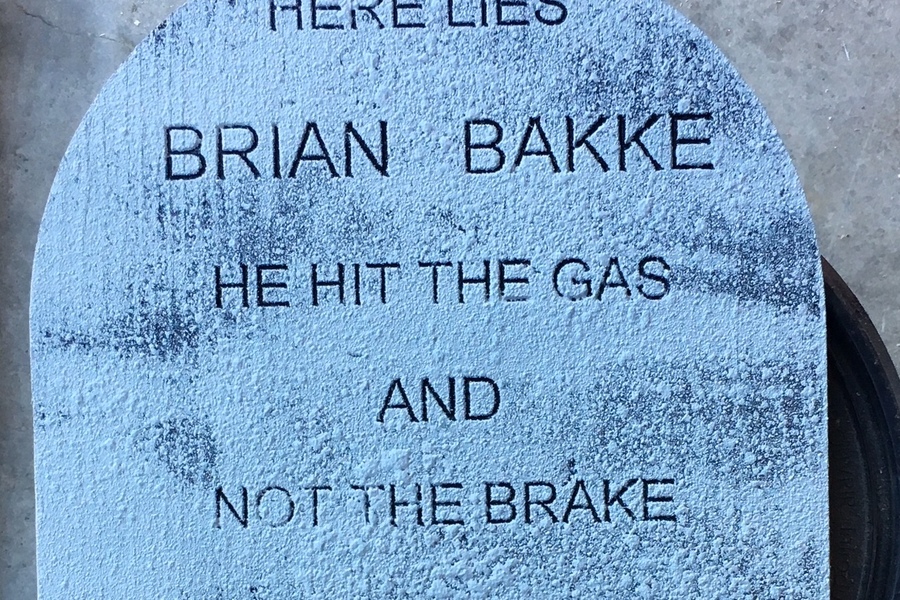 HERE LIES
BRIAN BAKKE
HE HIT THE GAS
AND
NOT THE BRAKE